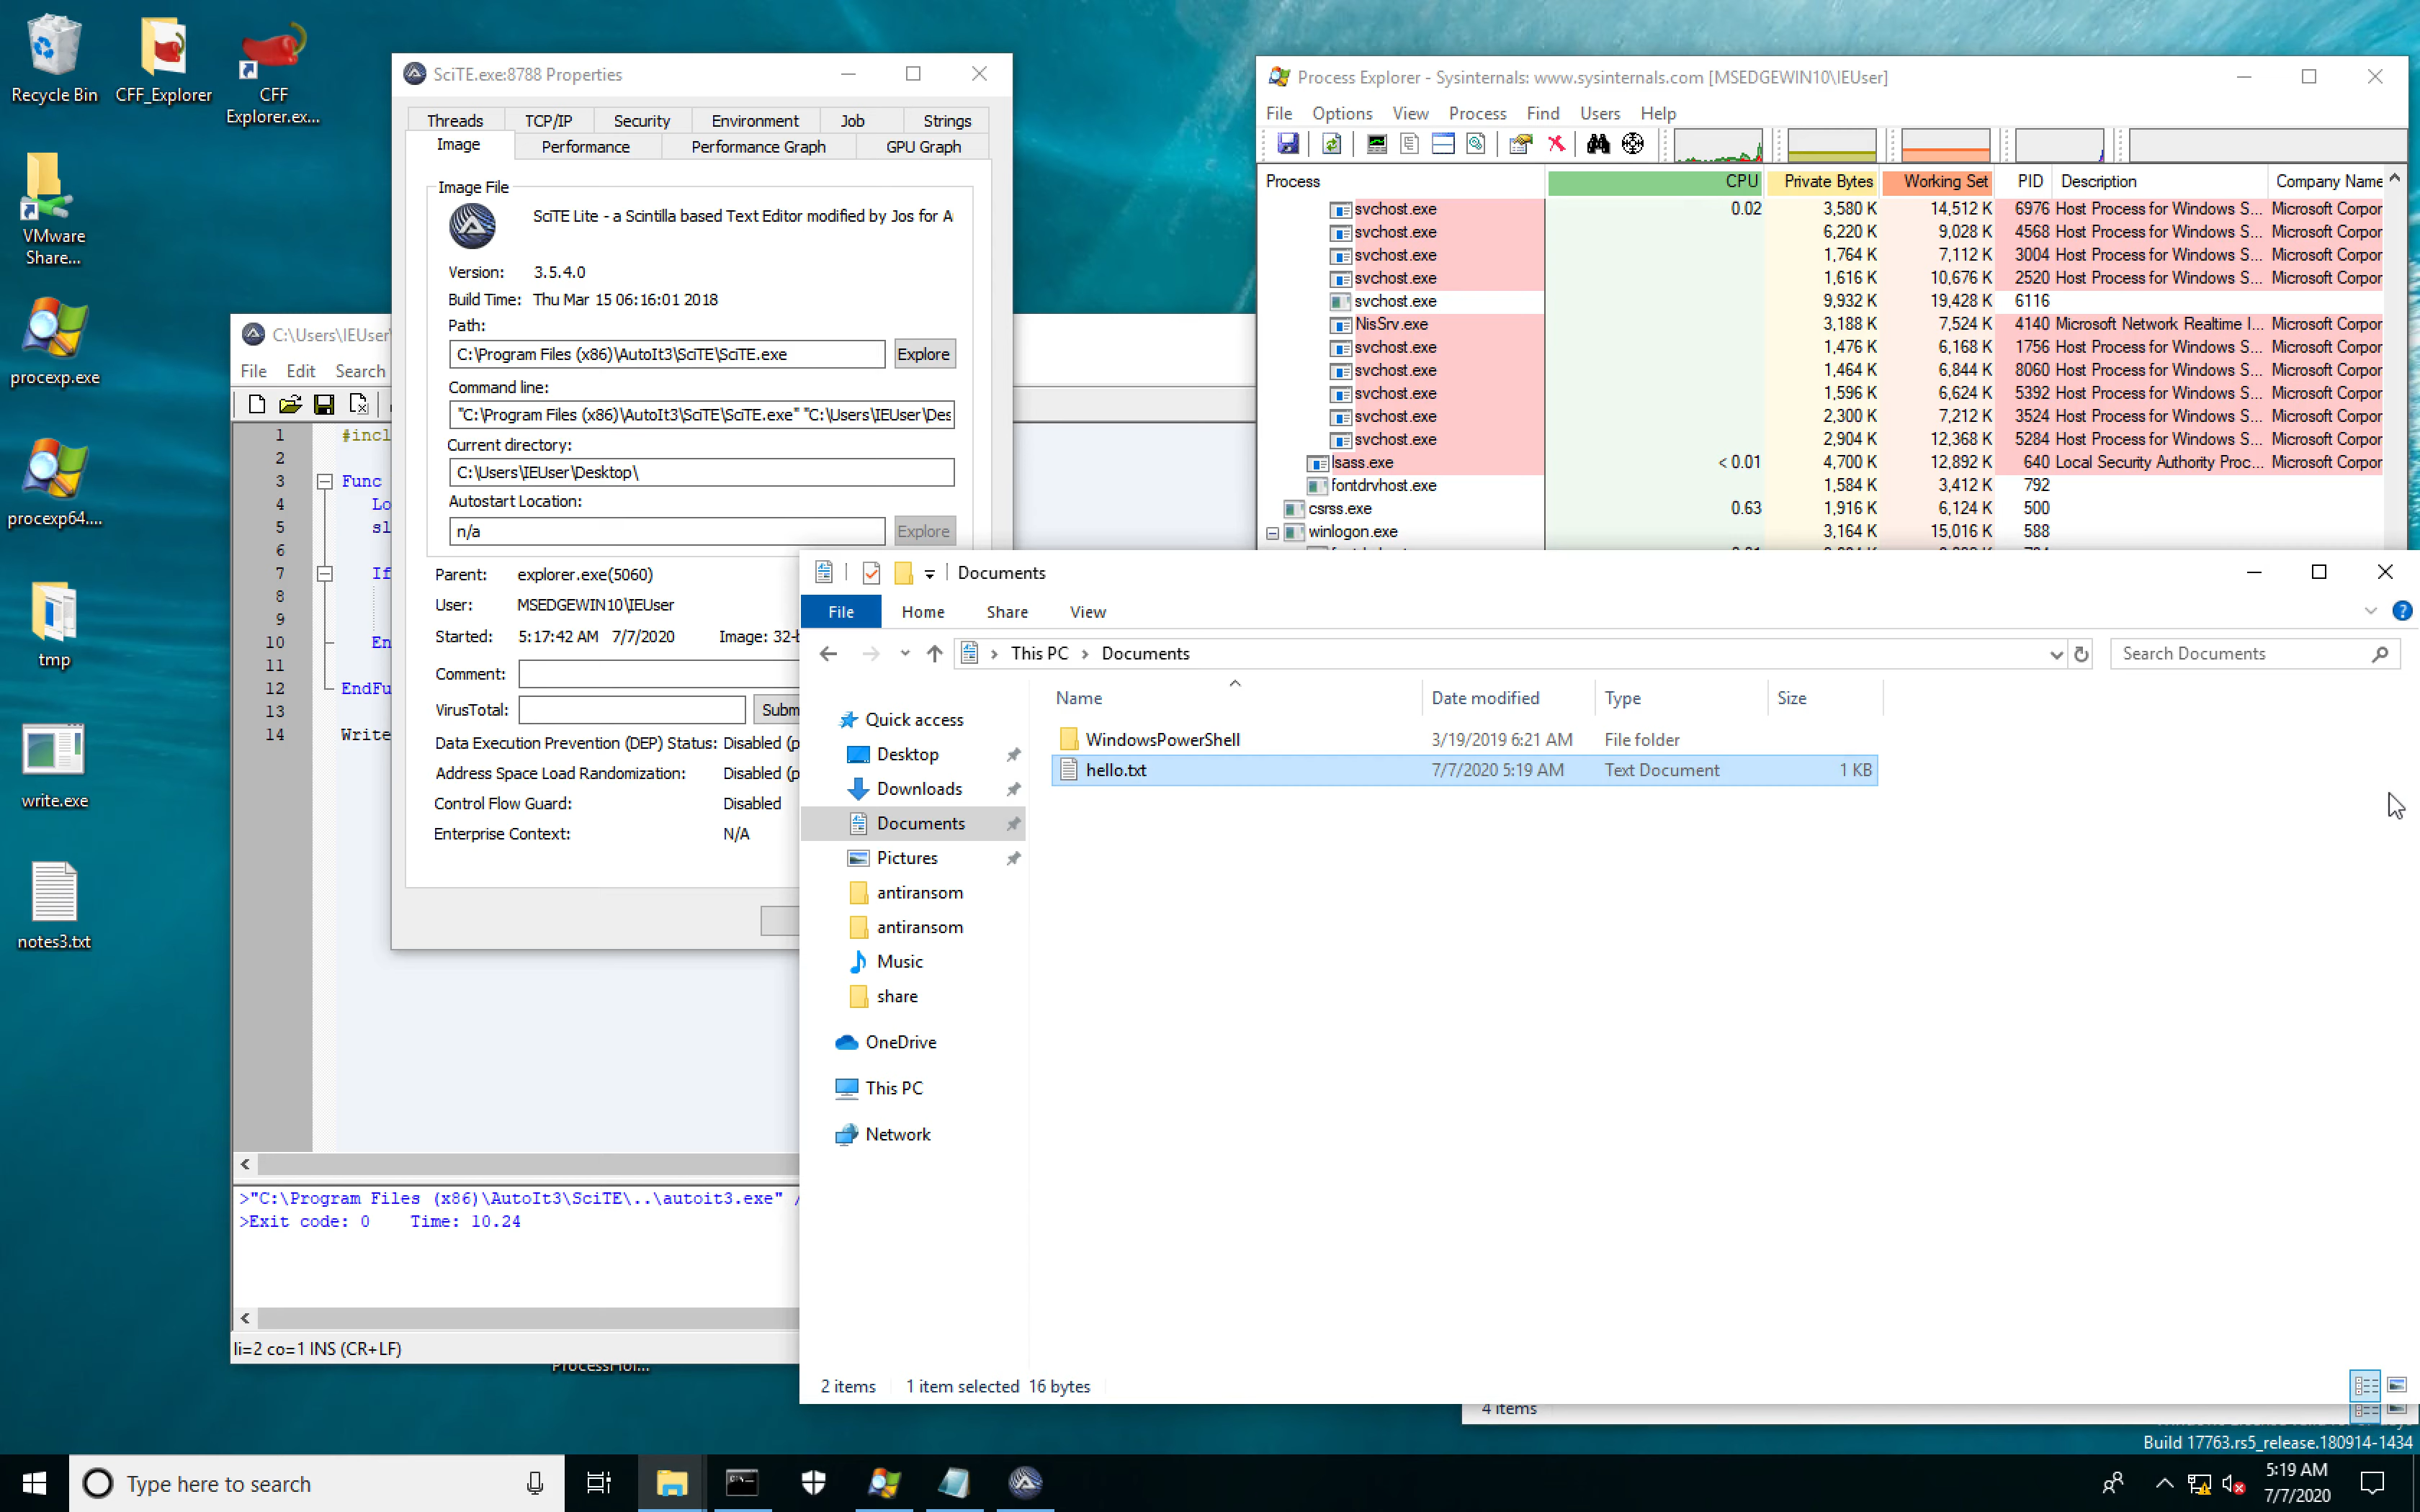 Recycle Bin
CFF_Explorer
CFF
Explorer.ex...
VMware
Share...
procexp.exe
procexp64....
tmp
write.exe
notes3.txt
SciTE.exe:8788 Properties
Threads TCP/IP Security Environment Job Strings
Image Performance Performance Graph GPU Graph
Image File
SciTE Lite - a Scintilla based Text Editor modified by Jos for A
Version: 3.5.4.0
Build Time: Thu Mar 15 06:16:01 2018
Path:
C:\Program Files (x86)\AutoIt3\SciTE\SciTE.exe Explore
Command line:
"C:\Program Files (x86)\AutoIt3\SciTE\SciTE.exe" "C:\Users\IEUser\Des
Current directory:
C:\Users\IEUser\Desktop\
Autostart Location:
n/a Explore
Parent: explorer.exe(5060)
User: MSEDGEWIN10\IEUser
Started: 5:17:42 AM 7/7/2020 Image: 32-b
Comment:
VirusTotal: Subm
Data Execution Prevention (DEP) Status: Disabled (p
Address Space Load Randomization: Disabled (p
Control Flow Guard: Disabled
Enterprise Context: N/A
C:\Users\IEUser\
File Edit Search
1 #incl
2
3 Func
4 Lo
5 sl
6
7 If
8
9
10 En
11
12 EndFu
13
14 Write
>"C:\Program Files (x86)\AutoIt3\SciTE\..\autoit3.exe" /
>Exit code: 0 Time: 10.24
li=2 co=1 INS (CR+LF)
Process Explorer - Sysinternals: www.sysinternals.com [MSEDGEWIN10\IEUser]
File Options View Process Find Users Help
Process CPU Private Bytes Working Set PID Description Company Name
svchost.exe 0.02 3,580 K 14,512 K 6976 Host Process for Windows S... Microsoft Corpor
svchost.exe 6,220 K 9,028 K 4568 Host Process for Windows S... Microsoft Corpor
svchost.exe 1,764 K 7,112 K 3004 Host Process for Windows S... Microsoft Corpor
svchost.exe 1,616 K 10,676 K 2520 Host Process for Windows S... Microsoft Corpor
svchost.exe 9,932 K 19,428 K 6116
NisSrv.exe 3,188 K 7,524 K 4140 Microsoft Network Realtime I... Microsoft Corpor
svchost.exe 1,476 K 6,168 K 1756 Host Process for Windows S... Microsoft Corpor
svchost.exe 1,464 K 6,844 K 8060 Host Process for Windows S... Microsoft Corpor
svchost.exe 1,596 K 6,624 K 5392 Host Process for Windows S... Microsoft Corpor
svchost.exe 2,300 K 7,212 K 3524 Host Process for Windows S... Microsoft Corpor
svchost.exe 2,904 K 12,368 K 5284 Host Process for Windows S... Microsoft Corpor
lsass.exe < 0.01 4,700 K 12,892 K 640 Local Security Authority Proc... Microsoft Corpor
fontdrvhost.exe 1,584 K 3,412 K 792
csrss.exe 0.63 1,916 K 6,124 K 500
winlogon.exe 3,164 K 15,016 K 588
Documents
File Home Share View
This PC Documents
Search Documents
Name Date modified Type Size
WindowsPowerShell 3/19/2019 6:21 AM File folder
hello.txt 7/7/2020 5:19 AM Text Document 1 KB
Quick access
Desktop
Downloads
Documents
Pictures
antiransom
antiransom
Music
share
OneDrive
This PC
Network
2 items 1 item selected 16 bytes
4 items
Build 17763.rs5_release.180914-1434
Type here to search
5:19 AM
7/7/2020